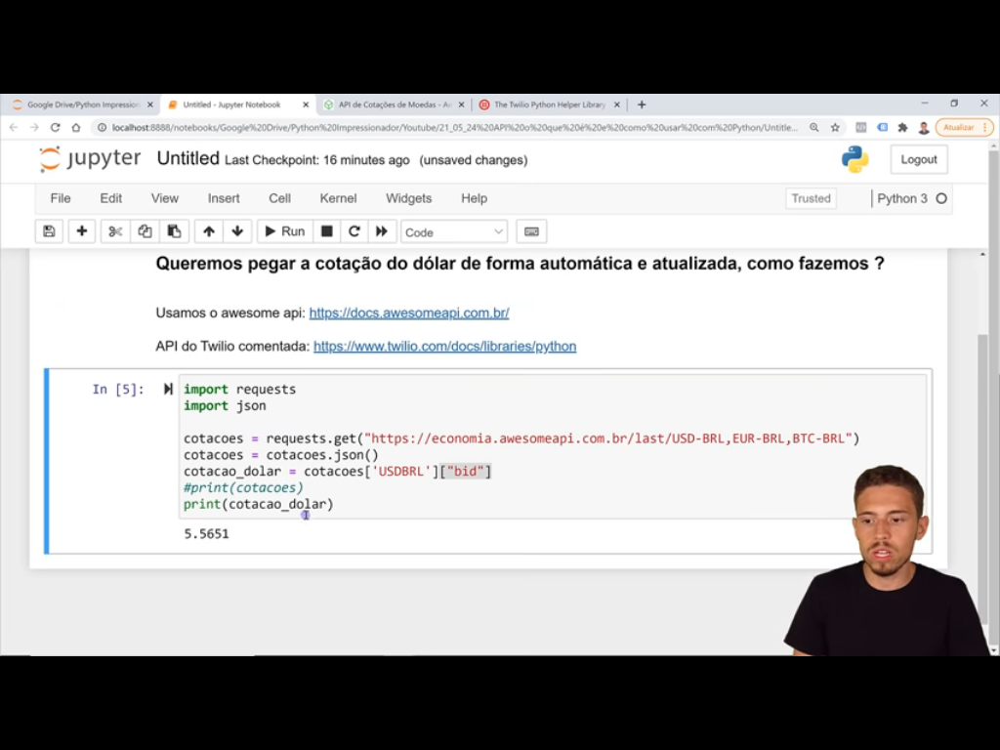 Google Drive/Python Impression
Untitled - Jupyter Notebook
API de Cotações de Moedas - Aw
The Twilio Python Helper Library
localhost:8888/notebooks/Google%20Drive/Python%20Impressionador/Youtube/21_05_24%20API%20o%20que%20é%20e%20como%20usar%20com%20Python/Untitle...
Atualizar
jupyter Untitled Last Checkpoint: 16 minutes ago (unsaved changes)
Logout
File Edit View Insert Cell Kernel Widgets Help
Trusted
Python 3
Run
Code
Queremos pegar a cotação do dólar de forma automática e atualizada, como fazemos ?
Usamos o awesome api: https://docs.awesomeapi.com.br/
API do Twilio comentada: https://www.twilio.com/docs/libraries/python
In [5]:
import requests
import json
cotacoes = requests.get("https://economia.awesomeapi.com.br/last/USD-BRL,EUR-BRL,BTC-BRL")
cotacoes = cotacoes.json()
cotacao_dolar = cotacoes['USDBRL']["bid"]
#print(cotacoes)
print(cotacao_dolar)
5.5651